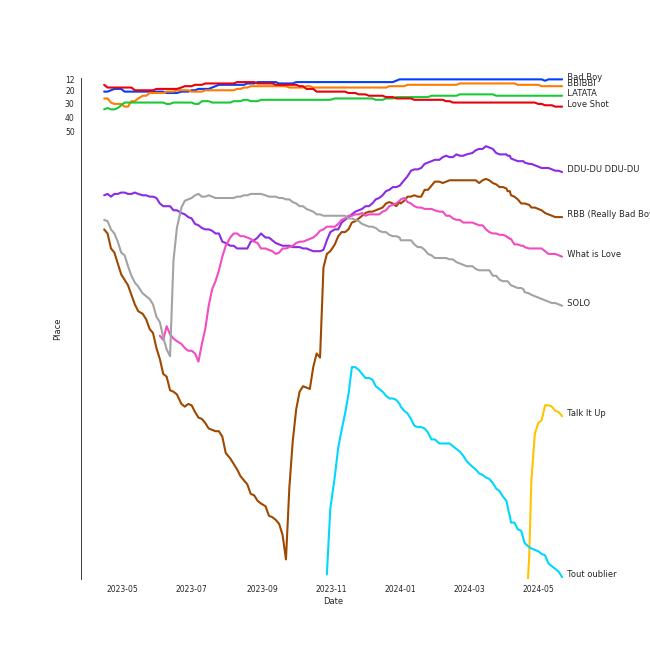 12
20
30
40
50
Bad Boy
BBIBBI
LATATA
Love Shot
DDU-DU DDU-DU
RBB (Really Bad Boy
What is Love
SOLO
Talk It Up
Tout oublier
Place
2023-05
2023-07
2023-09
2023-11
2024-01
2024-03
2024-05
Date